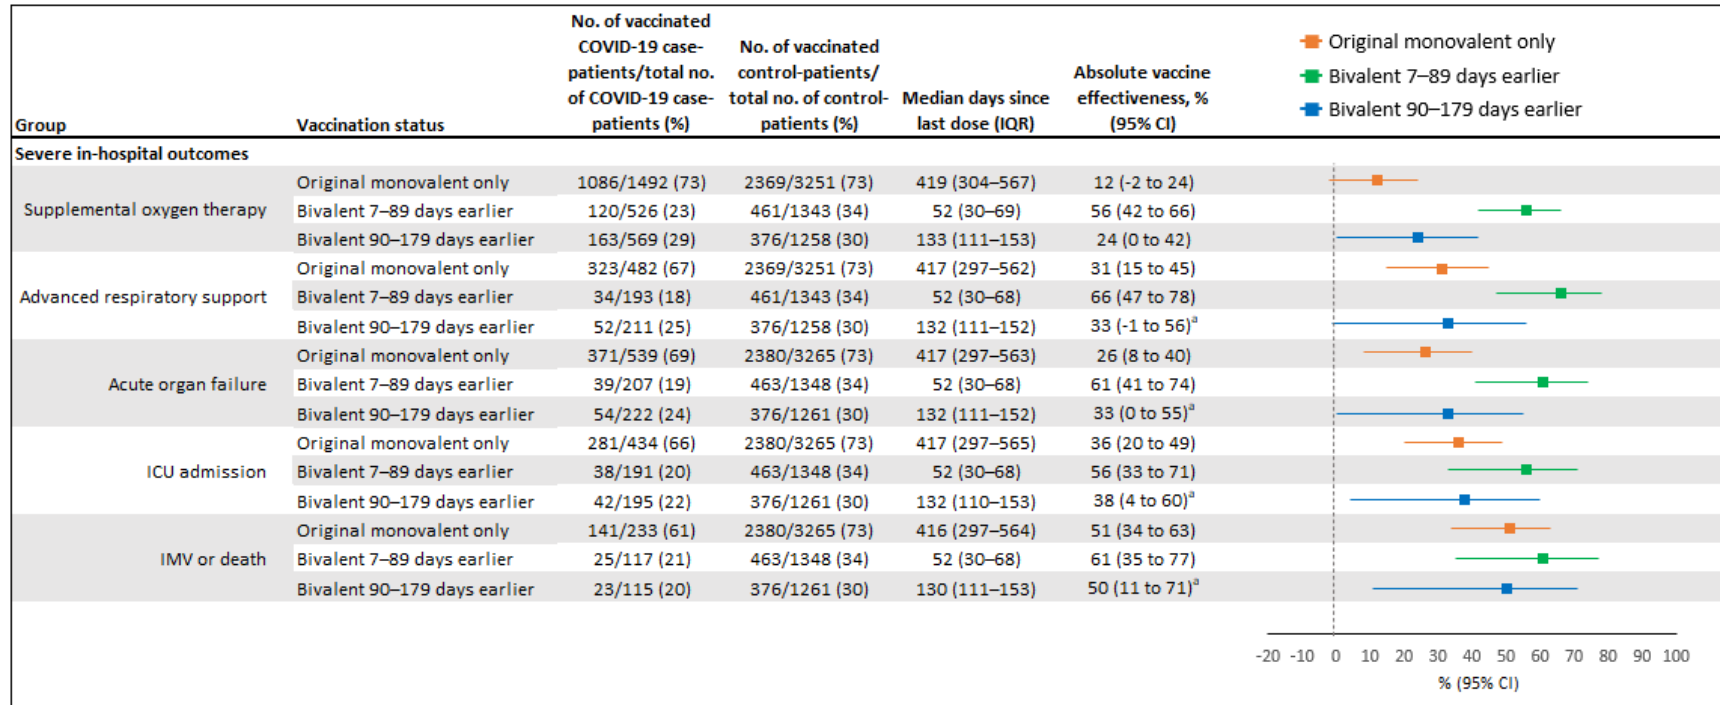 No. of vaccinated
COVID-19 case-
patients/total no.
of COVID-19 case-
patients (%)
No. of vaccinated
control-patients/
total no. of control-
patients (%)
Median days since
last dose (IQR)
Absolute vaccine
effectiveness, %
(95% CI)
Original monovalent only
Bivalent 7–89 days earlier
Bivalent 90–179 days earlier
Group Vaccination status
Severe in-hospital outcomes
Supplemental oxygen therapy
Original monovalent only 1086/1492 (73) 2369/3251 (73) 419 (304–567) 12 (-2 to 24)
Bivalent 7–89 days earlier 120/526 (23) 461/1343 (34) 52 (30–69) 56 (42 to 66)
Bivalent 90–179 days earlier 163/569 (29) 376/1258 (30) 133 (111–153) 24 (0 to 42)
Advanced respiratory support
Original monovalent only 323/482 (67) 2369/3251 (73) 417 (297–562) 31 (15 to 45)
Bivalent 7–89 days earlier 34/193 (18) 461/1343 (34) 52 (30–68) 66 (47 to 78)
Bivalent 90–179 days earlier 52/211 (25) 376/1258 (30) 132 (111–152) 33 (-1 to 56)ª
Acute organ failure
Original monovalent only 371/539 (69) 2380/3265 (73) 417 (297–563) 26 (8 to 40)
Bivalent 7–89 days earlier 39/207 (19) 463/1348 (34) 52 (30–68) 61 (41 to 74)
Bivalent 90–179 days earlier 54/222 (24) 376/1261 (30) 132 (111–152) 33 (0 to 55)ª
ICU admission
Original monovalent only 281/434 (66) 2380/3265 (73) 417 (297–565) 36 (20 to 49)
Bivalent 7–89 days earlier 38/191 (20) 463/1348 (34) 52 (30–68) 56 (33 to 71)
Bivalent 90–179 days earlier 42/195 (22) 376/1261 (30) 132 (110–153) 38 (4 to 60)ª
IMV or death
Original monovalent only 141/233 (61) 2380/3265 (73) 416 (297–564) 51 (34 to 63)
Bivalent 7–89 days earlier 25/117 (21) 463/1348 (34) 52 (30–68) 61 (35 to 77)
Bivalent 90–179 days earlier 23/115 (20) 376/1261 (30) 130 (111–153) 50 (11 to 71)ª
-20 -10 0 10 20 30 40 50 60 70 80 90 100
% (95% CI)